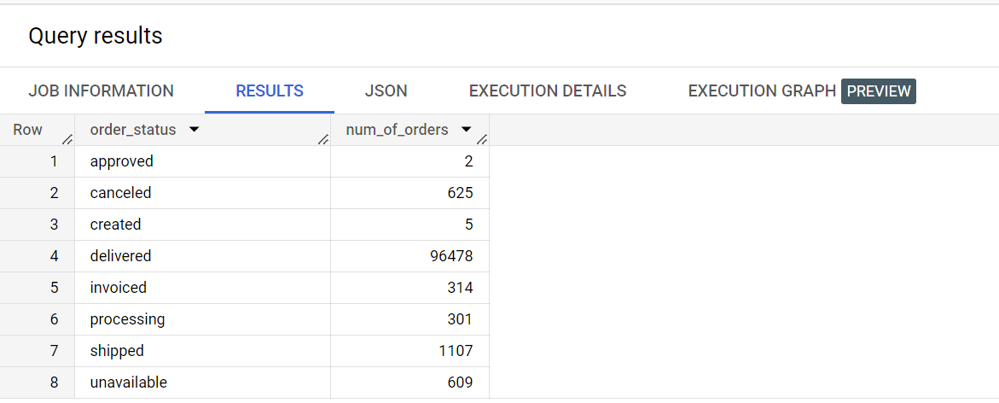 Query results
JOB INFORMATION RESULTS JSON EXECUTION DETAILS EXECUTION GRAPH PREVIEW
Row order_status num_of_orders
1 approved 2
2 canceled 625
3 created 5
4 delivered 96478
5 invoiced 314
6 processing 301
7 shipped 1107
8 unavailable 609